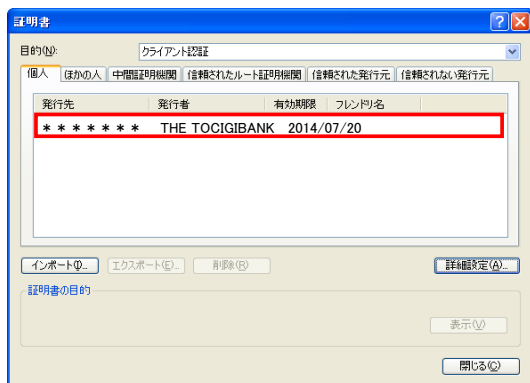 証明書
目的(N): クライアント認証
個人 ほかの人 中間証明機関 信頼されたルート証明機関 信頼された発行元 信頼されない発行元
発行先 発行者 有効期限 フレンドリ名
******* THE TOCIGIBANK 2014/07/20
インポート(I)... エクスポート(E)... 削除(R) 詳細設定(A)...
証明書の目的
表示(V)
閉じる(C)